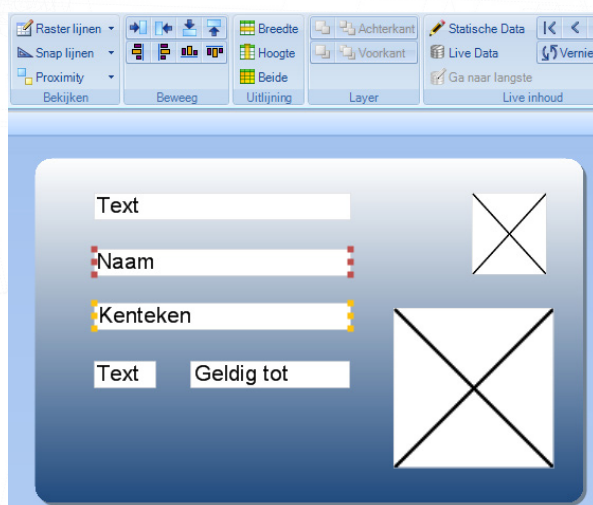 Raster lijnen Breedte Achterkant Statische Data
Snap lijnen Hoogte Voorkant Live Data Vernie
Proximity Beide Ga naar langste
Bekijken Beweeg Uitlijning Layer Live inhoud
Text
Naam
Kenteken
Text Geldig tot